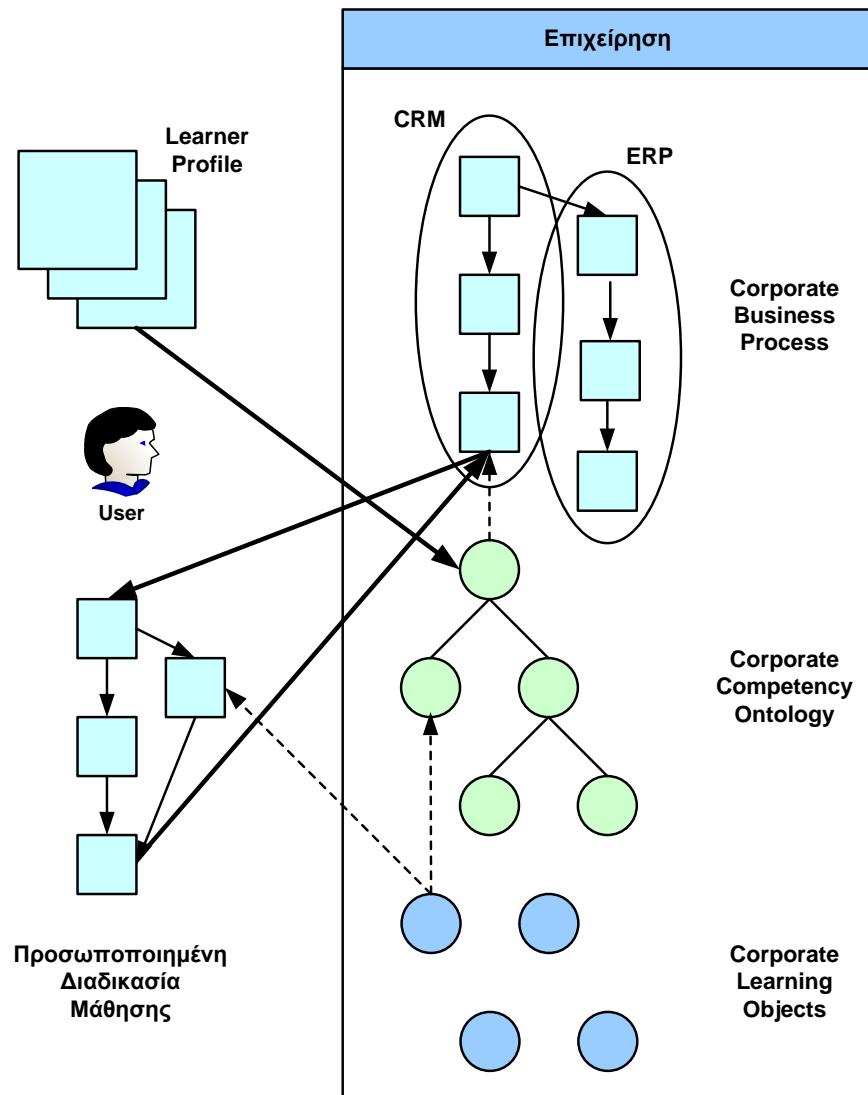 Επιχείρηση
CRM
Learner
Profile
ERP
Corporate
Business
Process
User
Corporate
Competency
Ontology
Προσωποποιημένη
Διαδικασία
Μάθησης
Corporate
Learning
Objects